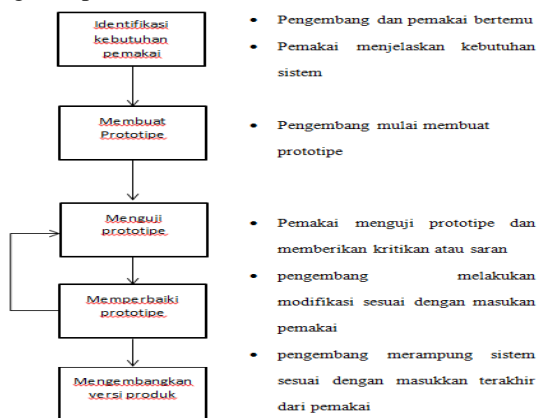 Identifikasi
kebutuhan
pemakai
• Pengembang dan pemakai bertemu
• Pemakai menjelaskan kebutuhan
sistem
Membuat
Prototipe
• Pengembang mulai membuat
prototipe
Menguji
prototipe
• Pemakai menguji prototipe dan
memberikan kritikan atau saran
Memperbaiki
prototipe
• pengembang melakukan
modifikasi sesuai dengan masukan
pemakai
Mengembangkan
versi produk
• pengembang merampung sistem
sesuai dengan masukkan terakhir
dari pemakai